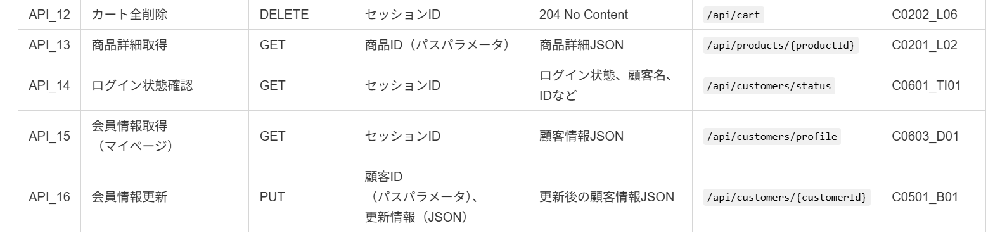 API_12 カート全削除 DELETE セッションID 204 No Content /api/cart C0202_L06
API_13 商品詳細取得 GET 商品ID（パスパラメータ） 商品詳細JSON /api/products/{productId} C0201_L02
API_14 ログイン状態確認 GET セッションID ログイン状態、顧客名、
IDなど /api/customers/status C0601_TI01
API_15 会員情報取得
（マイページ） GET セッションID 顧客情報JSON /api/customers/profile C0603_D01
API_16 会員情報更新 PUT 顧客ID
（パスパラメータ）、
更新情報（JSON） 更新後の顧客情報JSON /api/customers/{customerId} C0501_B01